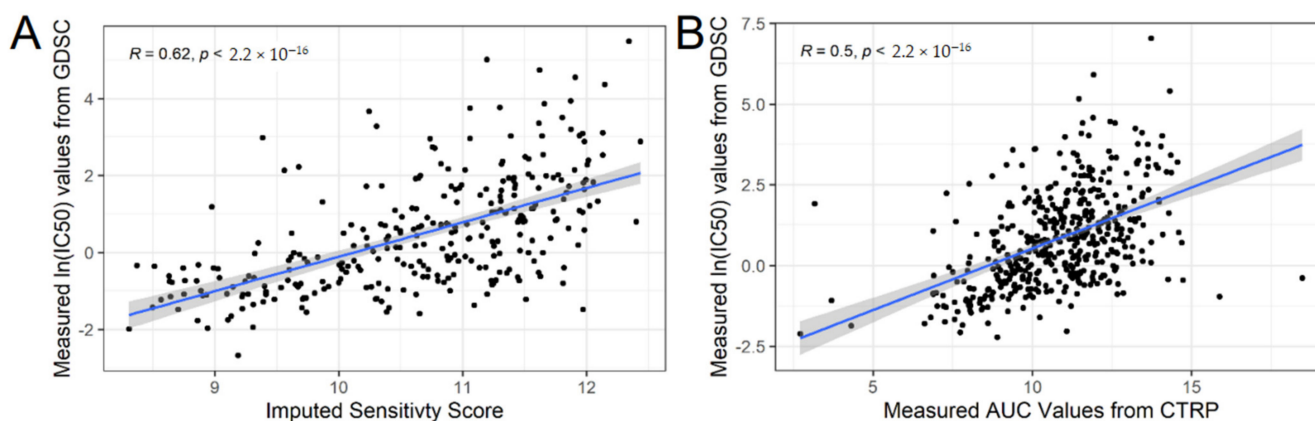 A
R = 0.62, p < 2.2 × 10⁻¹⁶
Measured ln(IC50) values from GDSC
4
2
0
-2
9
10
11
12
Imputed Sensitivty Score
B
R = 0.5, p < 2.2 × 10⁻¹⁶
Measured ln((IC50) values from GDSC
7.5
5.0
2.5
0.0
-2.5
5
10
15
Measured AUC Values from CTRP